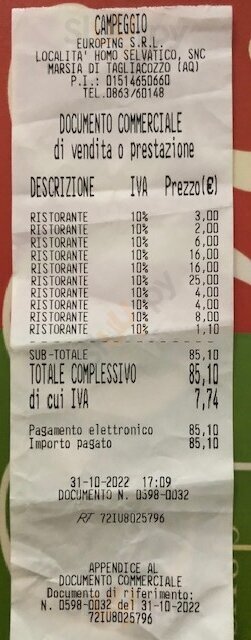 CAMPEGGIO
EUROPING S.R.L.
LOCALITA' HOMO SELVATICO, SNC
MARSIA DI TAGLIACOZZO (AQ)
P.I.: 01514650660
TEL.0863/60148
DOCUMENTO COMMERCIALE
di vendita o prestazione
DESCRIZIONE IVA Prezzo(€)
RISTORANTE 10% 3,00
RISTORANTE 10% 2,00
RISTORANTE 10% 6,00
RISTORANTE 10% 16,00
RISTORANTE 10% 16,00
RISTORANTE 10% 25,00
RISTORANTE 10% 4,00
RISTORANTE 10% 4,00
RISTORANTE 10% 8,00
RISTORANTE 10% 1,10
SUB-TOTALE 85,10
TOTALE COMPLESSIVO 85,10
di cui IVA 7,74
Pagamento elettronico 85,10
Importo pagato 85,10
31-10-2022 17:09
DOCUMENTO N. 0598-0032
RT 72IU8025796
APPENDICE AL
DOCUMENTO COMMERCIALE
Documento di riferimento:
N. 0598-0032 del 31-10-2022
72IU8025796